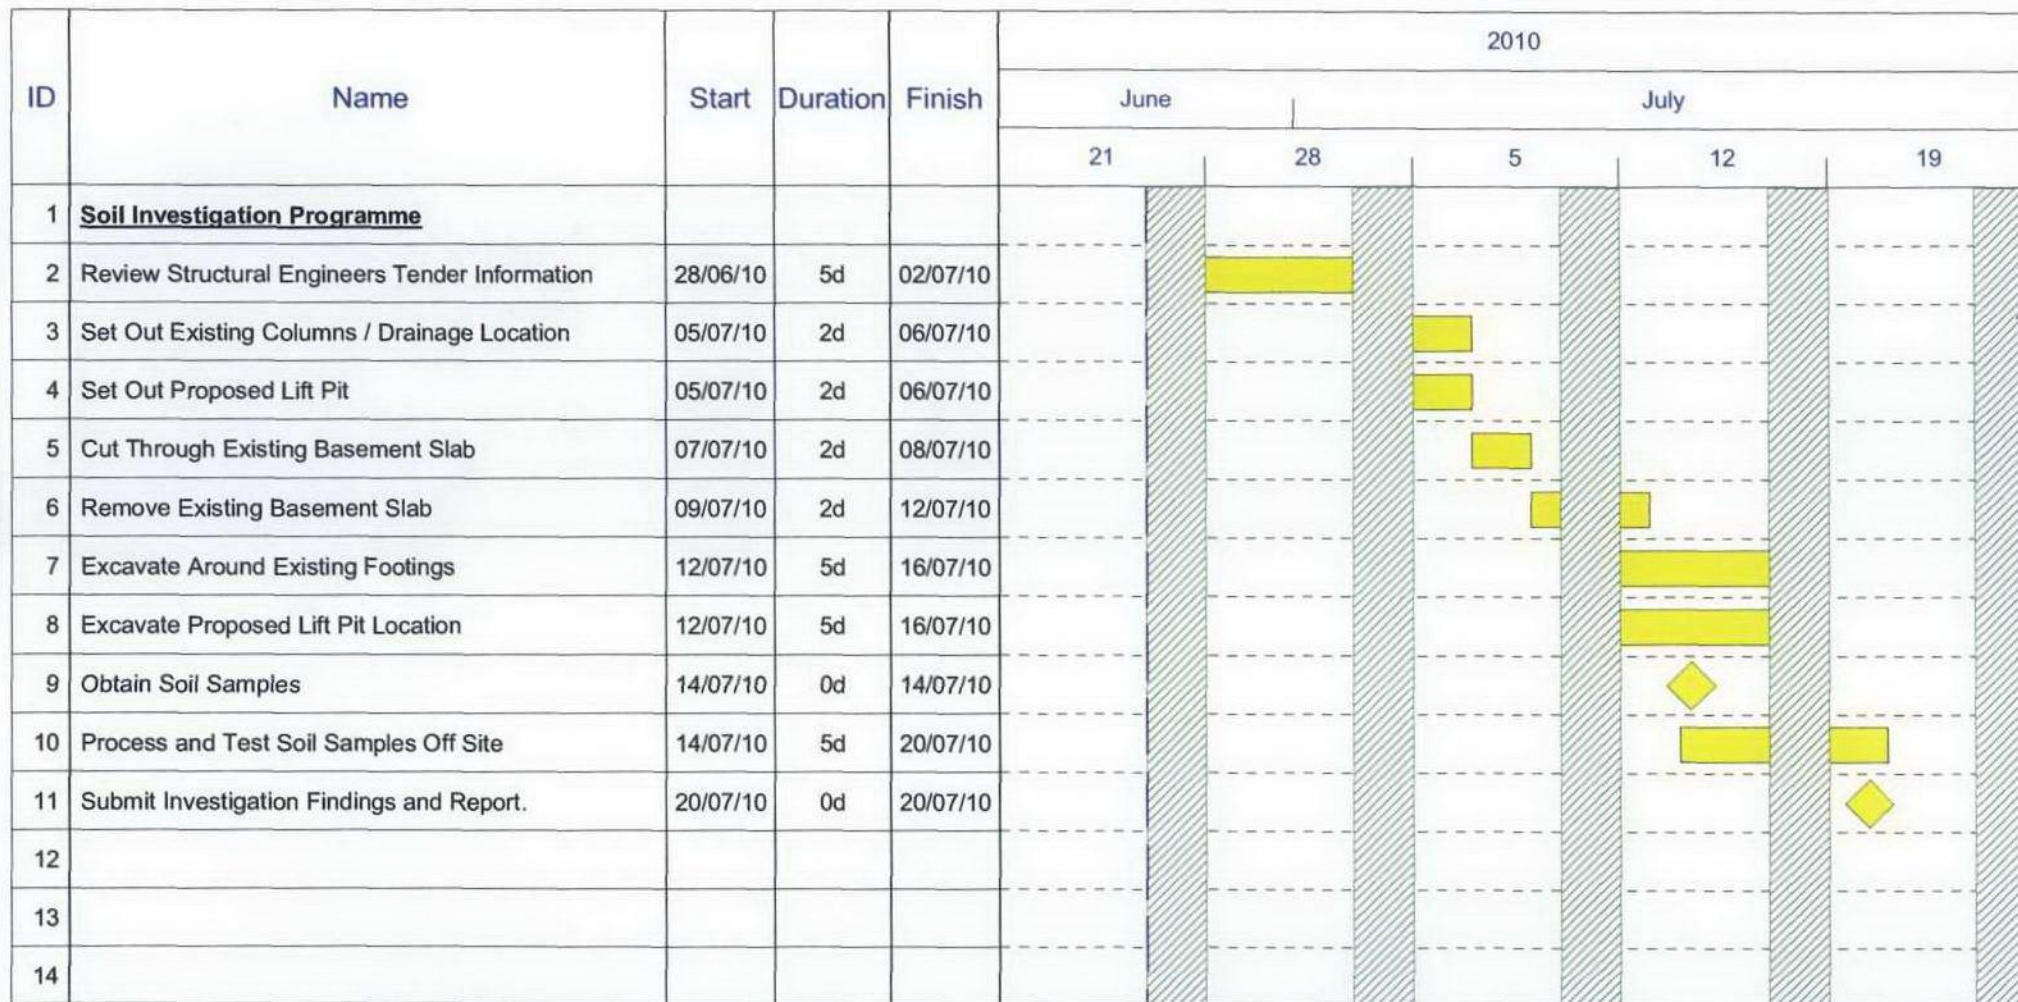 2010
ID Name Start Duration Finish June July
21 28 5 12 19
1 Soil Investigation Programme
2 Review Structural Engineers Tender Information 28/06/10 5d 02/07/10
3 Set Out Existing Columns / Drainage Location 05/07/10 2d 06/07/10
4 Set Out Proposed Lift Pit 05/07/10 2d 06/07/10
5 Cut Through Existing Basement Slab 07/07/10 2d 08/07/10
6 Remove Existing Basement Slab 09/07/10 2d 12/07/10
7 Excavate Around Existing Footings 12/07/10 5d 16/07/10
8 Excavate Proposed Lift Pit Location 12/07/10 5d 16/07/10
9 Obtain Soil Samples 14/07/10 0d 14/07/10
10 Process and Test Soil Samples Off Site 14/07/10 5d 20/07/10
11 Submit Investigation Findings and Report. 20/07/10 0d 20/07/10
12
13
14